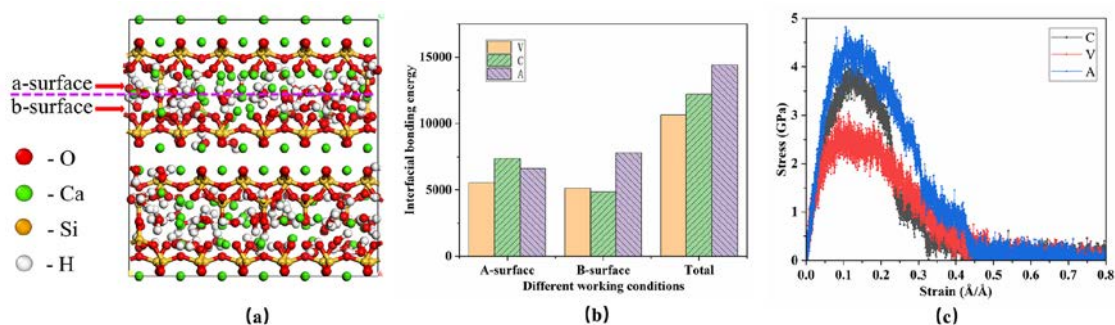 a-surface
b-surface
- O
- Ca
- Si
- H
(a)
Interfacial bonding energy
15000
10000
5000
0
V
C
A
A-surface
B-surface
Total
Different working conditions
(b)
Stress (GPa)
5
4
3
2
1
0
C
V
A
0.0 0.1 0.2 0.3 0.4 0.5 0.6 0.7 0.8
Strain (Å/Å)
(c)